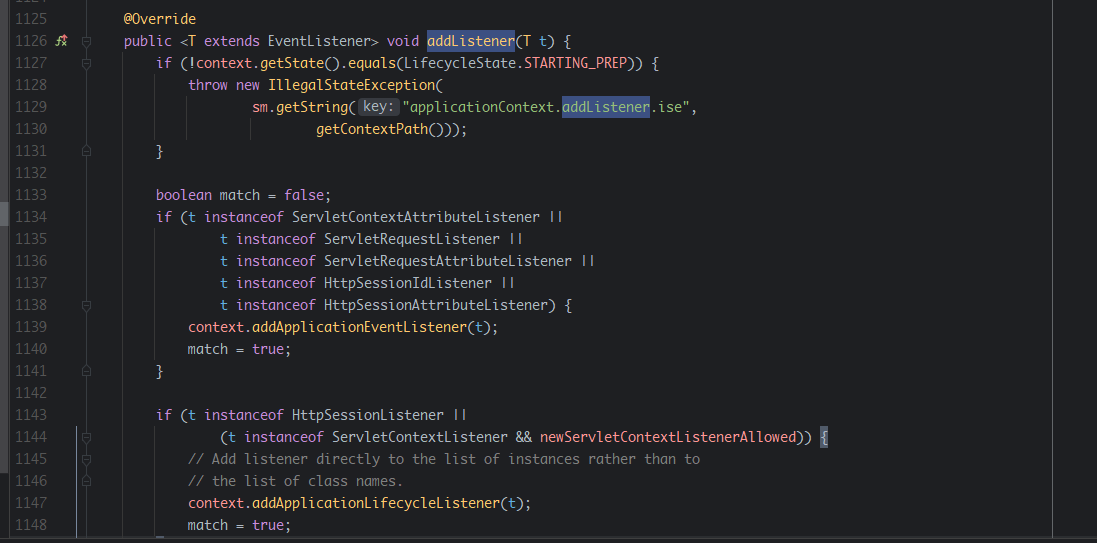 1125 @Override
1126 public <T extends EventListener> void addListener(T t) {
1127 if (!context.getState().equals(LifecycleState.STARTING_PREP)) {
1128 throw new IllegalStateException(
1129 sm.getString( key: "applicationContext.addListener.ise",
1130 getContextPath()));
1131 }
1132
1133 boolean match = false;
1134 if (t instanceof ServletContextAttributeListener ||
1135 t instanceof ServletRequestListener ||
1136 t instanceof ServletRequestAttributeListener ||
1137 t instanceof HttpSessionIdListener ||
1138 t instanceof HttpSessionAttributeListener) {
1139 context.addApplicationEventListener(t);
1140 match = true;
1141 }
1142
1143 if (t instanceof HttpSessionListener ||
1144 (t instanceof ServletContextListener && newServletContextListenerAllowed)) {
1145 // Add listener directly to the list of instances rather than to
1146 // the list of class names.
1147 context.addApplicationLifecycleListener(t);
1148 match = true;